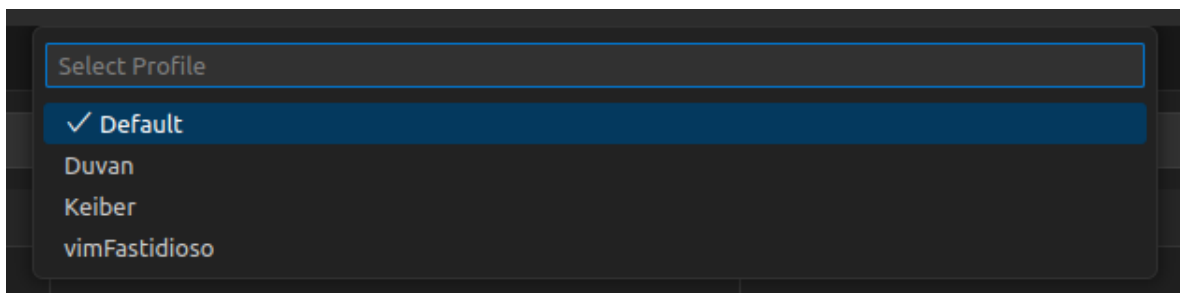 Select Profile
✓ Default
Duvan
Keiber
vimFastidioso